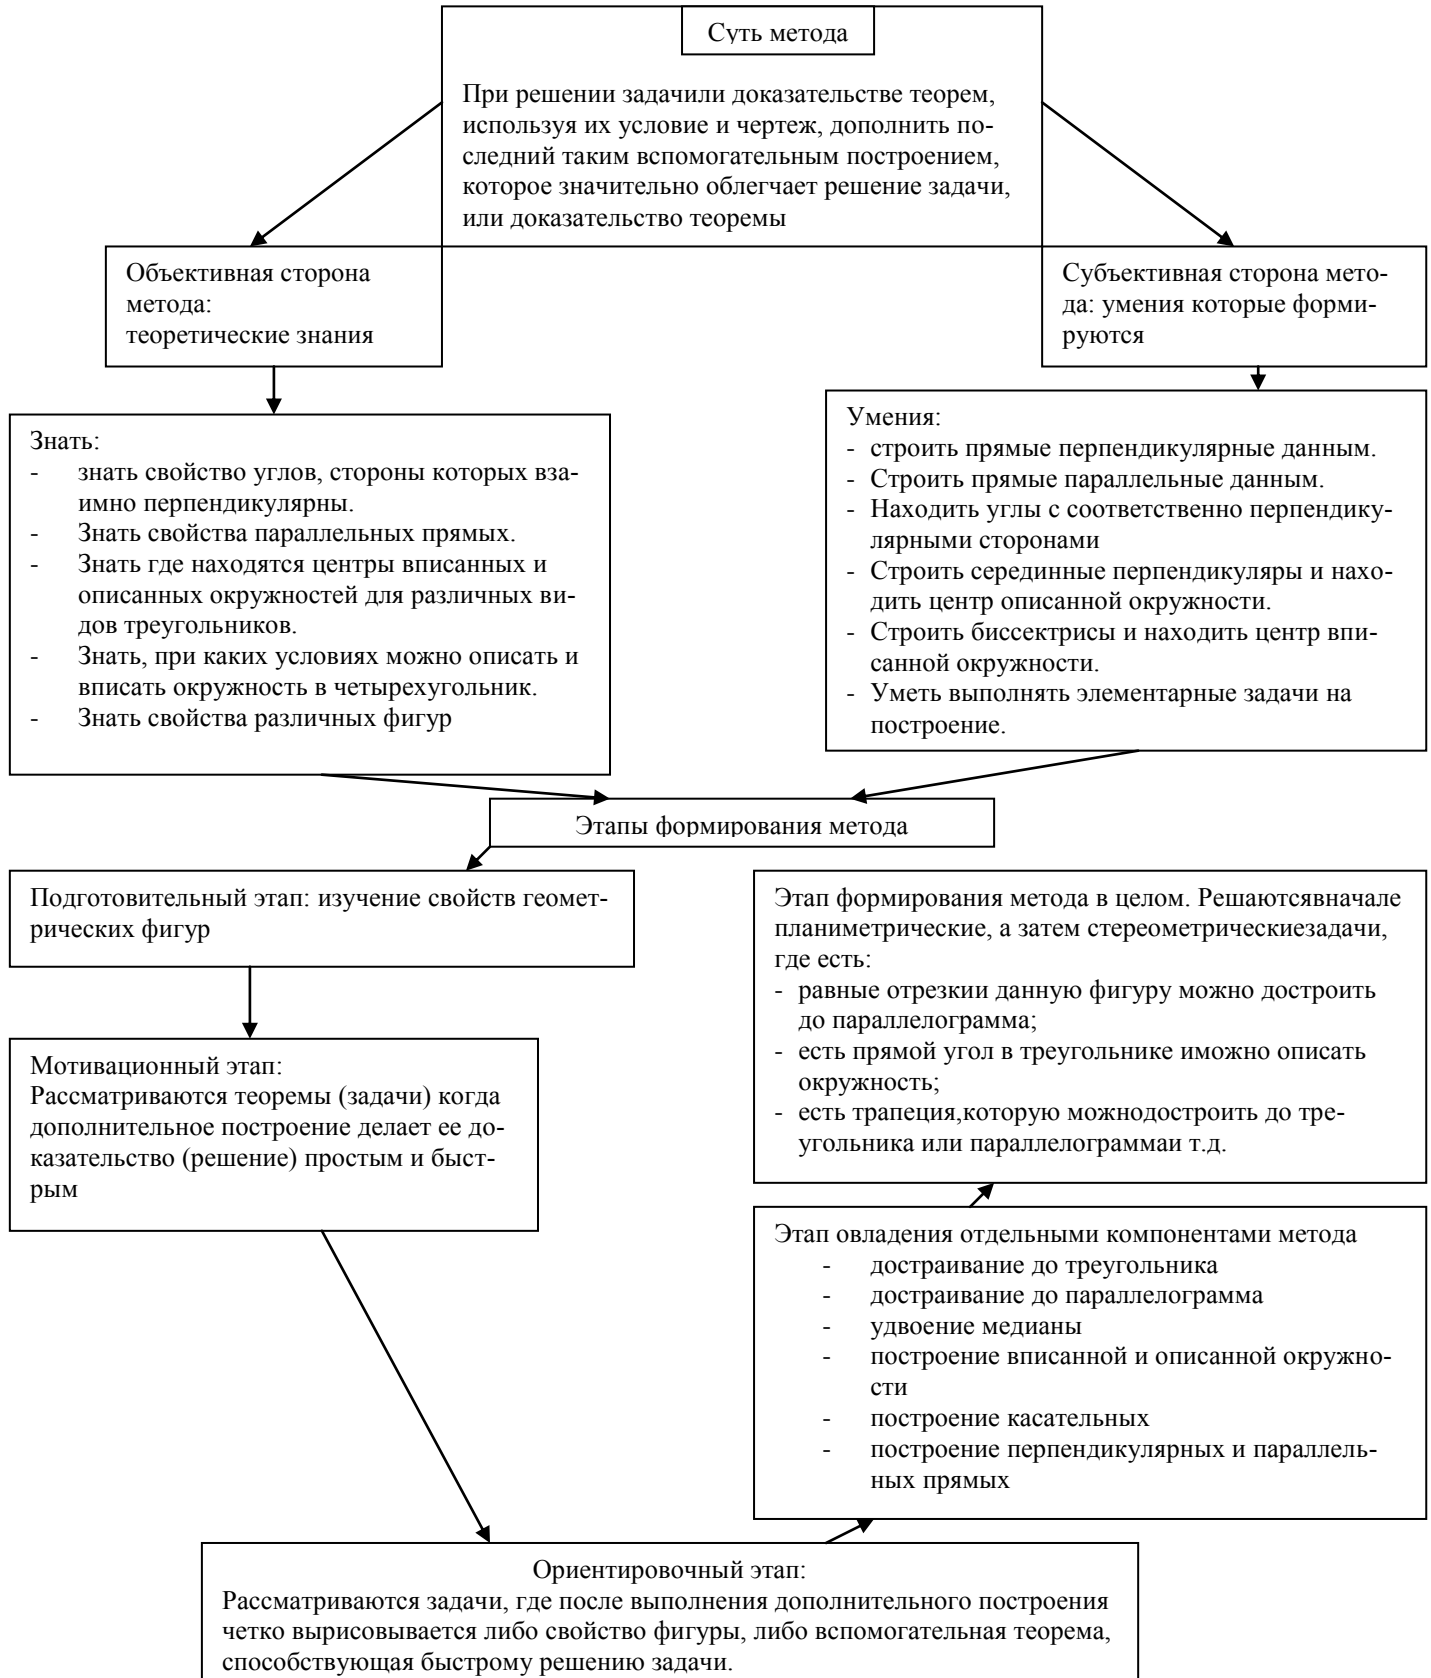 Суть метода
При решении задачили доказательстве теорем,
используя их условие и чертеж, дополнить по-
следний таким вспомогательным построением,
которое значительно облегчает решение задачи,
или доказательство теоремы
Объективная сторона
метода:
теоретические знания
Субъективная сторона мето-
да: умения которые форми-
руются
Знать:
- знать свойство углов, стороны которых вза-
имно перпендикулярны.
- Знать свойства параллельных прямых.
- Знать где находятся центры вписанных и
описанных окружностей для различных ви-
дов треугольников.
- Знать, при каких условиях можно описать и
вписать окружность в четырехугольник.
- Знать свойства различных фигур
Умения:
- строить прямые перпендикулярные данным.
- Строить прямые параллельные данным.
- Находить углы с соответственно перпендику-
лярными сторонами
- Строить серединные перпендикуляры и нахо-
дить центр описанной окружности.
- Строить биссектрисы и находить центр впи-
санной окружности.
- Уметь выполнять элементарные задачи на
построение.
Этапы формирования метода
Подготовительный этап: изучение свойств геомет-
рических фигур
Мотивационный этап:
Рассматриваются теоремы (задачи) когда
дополнительное построение делает ее до-
казательство (решение) простым и быст-
рым
Этап формирования метода в целом. Решаютсявначале
планиметрические, а затем стереометрическиезадачи,
где есть:
- равные отрезкии данную фигуру можно достроить
до параллелограмма;
- есть прямой угол в треугольнике иможно описать
окружность;
- есть трапеция,которую можнодостроить до тре-
угольника или параллелограммаи т.д.
Этап овладения отдельными компонентами метода
- достраивание до треугольника
- достраивание до параллелограмма
- удвоение медианы
- построение вписанной и описанной окружно-
сти
- построение касательных
- построение перпендикулярных и параллель-
ных прямых
Ориентировочный этап:
Рассматриваются задачи, где после выполнения дополнительного построения
четко вырисовывается либо свойство фигуры, либо вспомогательная теорема,
способствующая быстрому решению задачи.